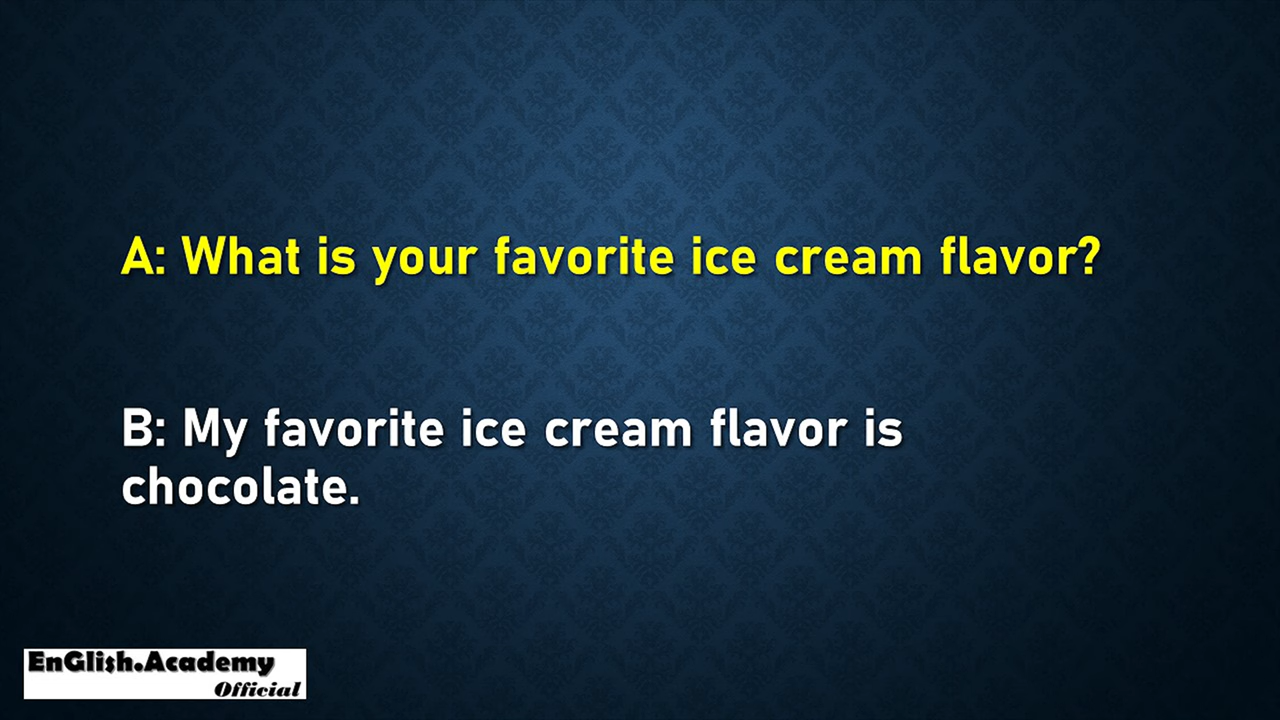 A: What is your favorite ice cream flavor?
B: My favorite ice cream flavor is
chocolate.
EnGlish.Academy
Official